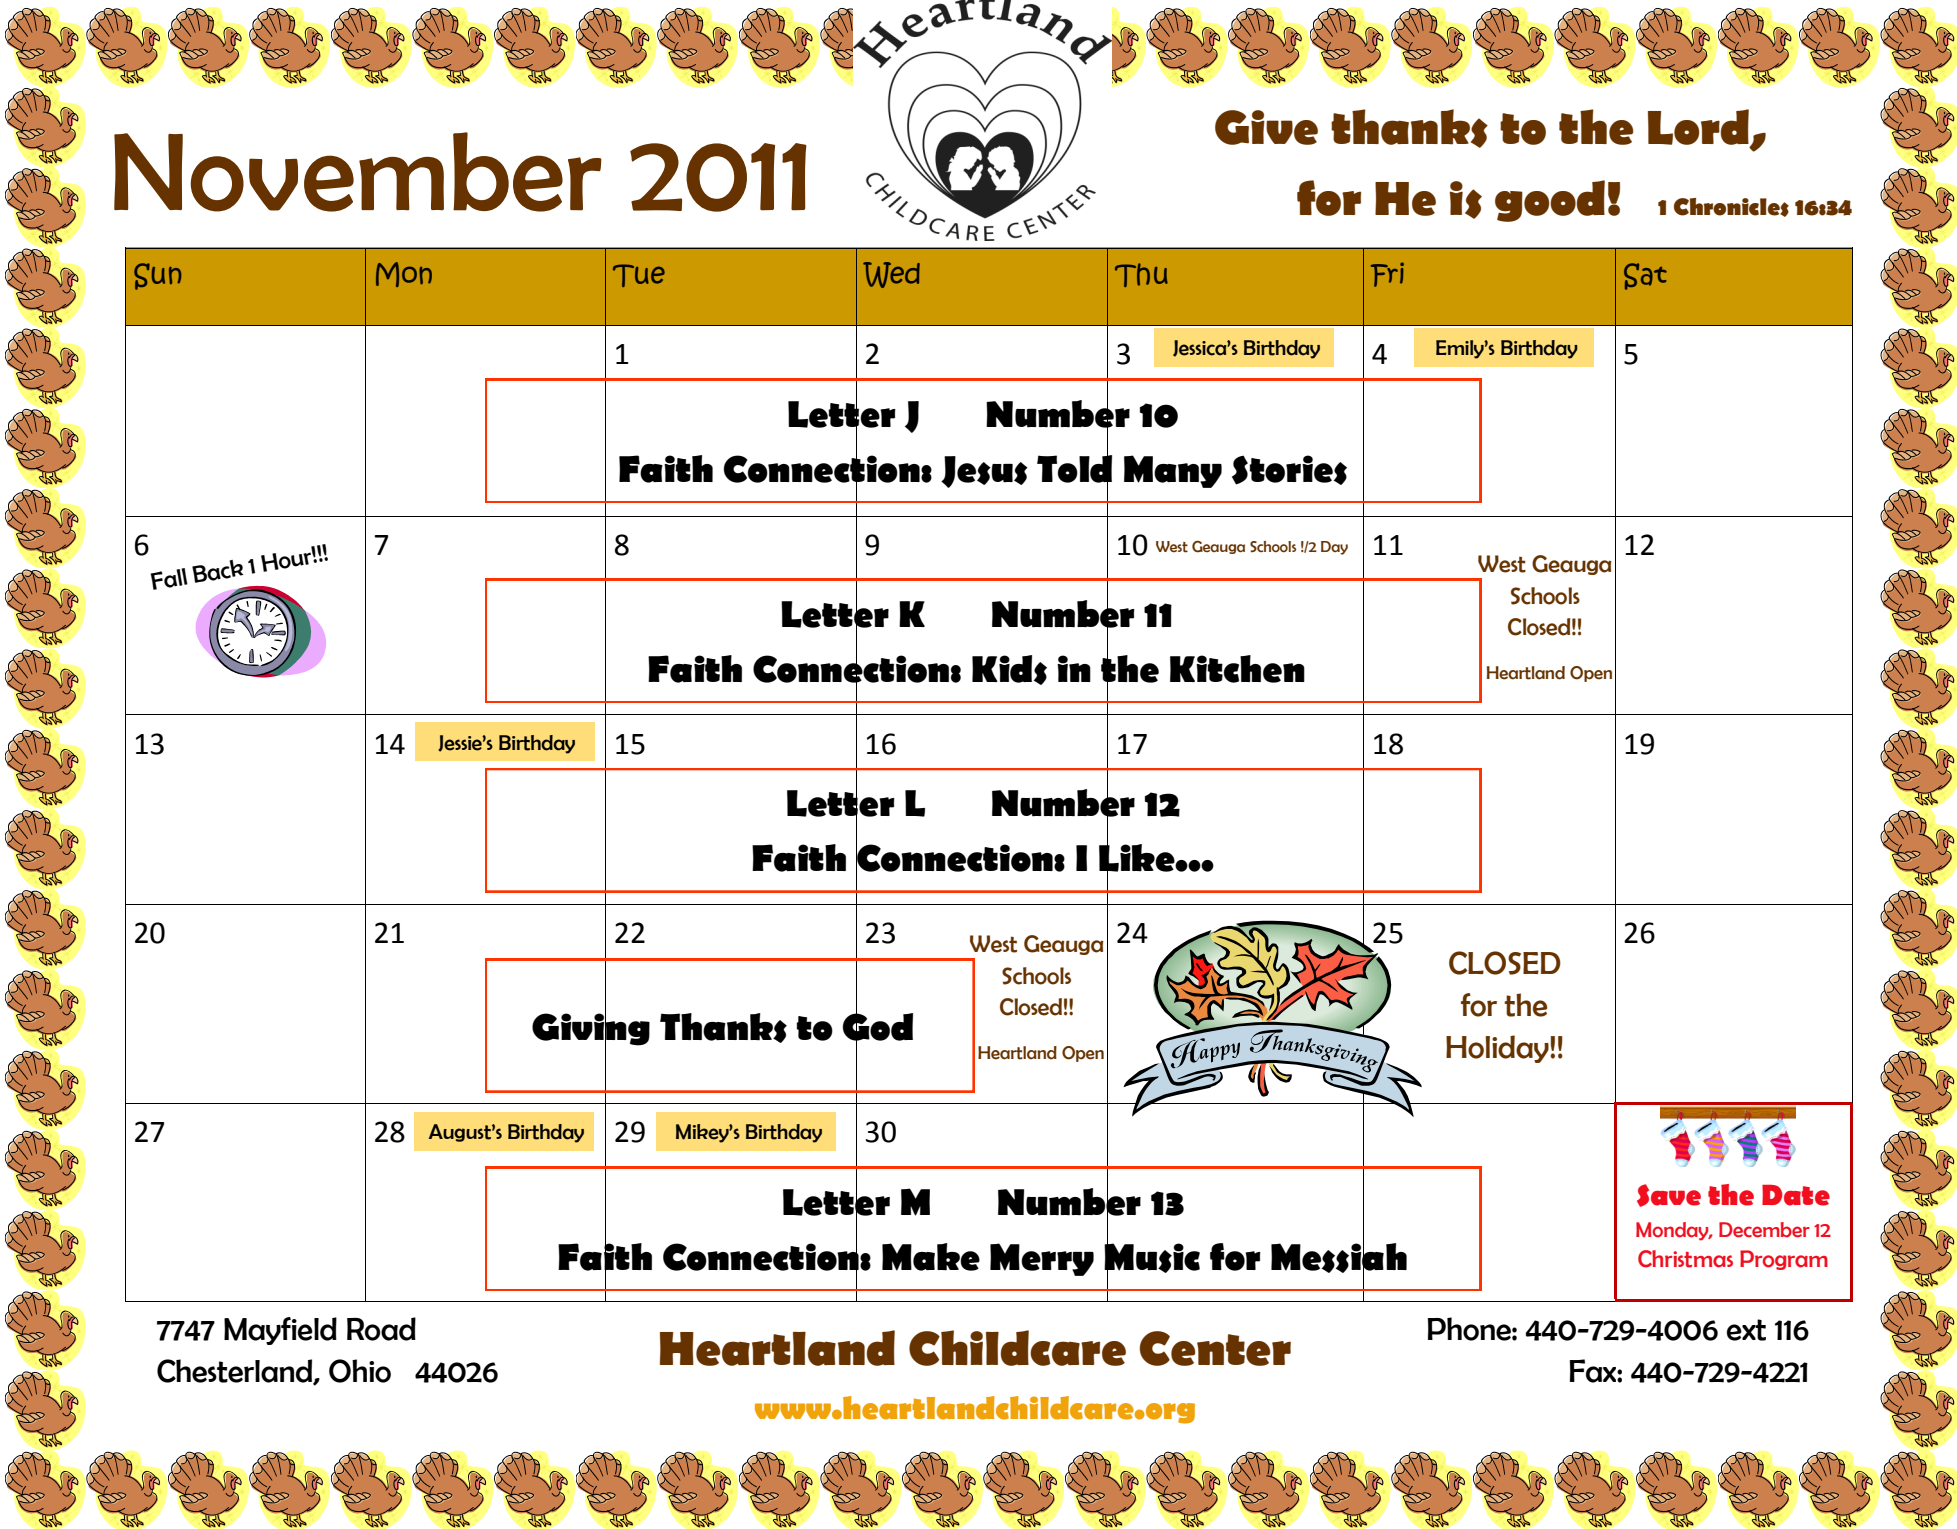 Heartland
CHILDCARE CENTER
November 2011
Give thanks to the Lord,
for He is good! 1 Chronicles 16:34
Sun Mon Tue Wed Thu Fri Sat
1 2 3 Jessica's Birthday 4 Emily's Birthday 5
Letter J Number 10
Faith Connection: Jesus Told Many Stories
6 7 8 9 10 West Geauga Schools !/2 Day 11 12
Fall Back 1 Hour!!!
West Geauga
Schools
Closed!!
Heartland Open
Letter K Number 11
Faith Connection: Kids in the Kitchen
13 14 Jessie's Birthday 15 16 17 18 19
Letter L Number 12
Faith Connection: I Like...
20 21 22 23 24 25 26
West Geauga
Schools
Closed!!
Heartland Open
Giving Thanks to God
Happy Thanksgiving
CLOSED
for the
Holiday!!
27 28 August's Birthday 29 Mikey's Birthday 30
Letter M Number 13
Faith Connection: Make Merry Music for Messiah
Save the Date
Monday, December 12
Christmas Program
7747 Mayfield Road
Chesterland, Ohio 44026
Heartland Childcare Center
www.heartlandchildcare.org
Phone: 440-729-4006 ext 116
Fax: 440-729-4221